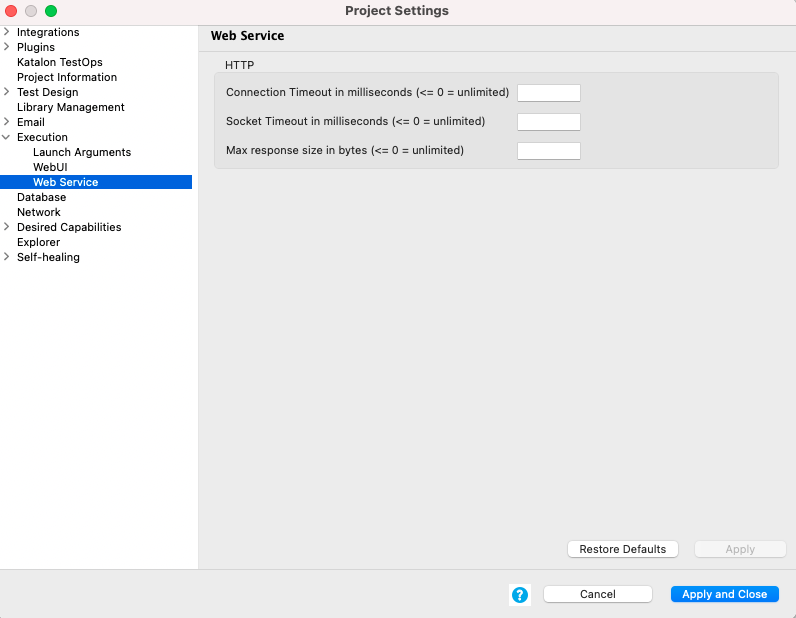 Project Settings
Integrations
Plugins
Katalon TestOps
Project Information
Test Design
Library Management
Email
Execution
Launch Arguments
WebUI
Web Service
Database
Network
Desired Capabilities
Explorer
Self-healing
Web Service
HTTP
Connection Timeout in milliseconds (<= 0 = unlimited)
Socket Timeout in milliseconds (<= 0 = unlimited)
Max response size in bytes (<= 0 = unlimited)
Restore Defaults
Apply
?
Cancel
Apply and Close